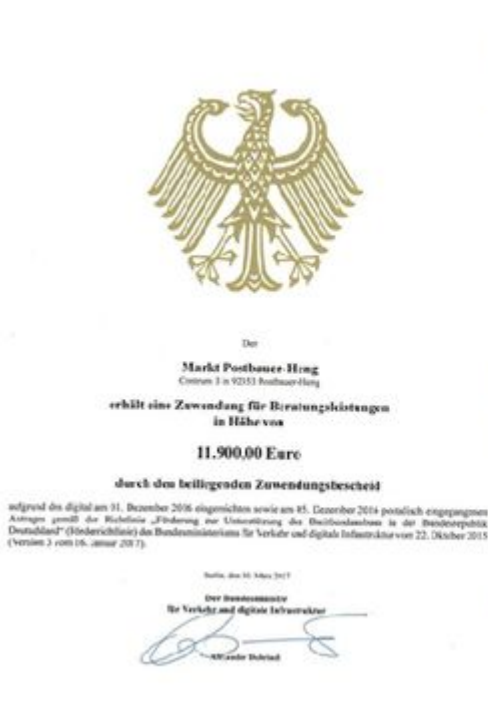 Der
Markt Postbauer-Heng
Centrum 3 in 92353 Postbauer-Heng
erhält eine Zuwendung für Beratungsleistungen
in Höhe von
11.900,00 Euro
durch den beiliegenden Zuwendungsbescheid
aufgrund des digital am 01. Dezember 2016 eingereichten sowie am 05. Dezember 2016 postalisch eingegangenen
Antrages gemäß der Richtlinie „Förderung zur Unterstützung des Breitbandausbaus in der Bundesrepublik
Deutschland“ (Förderrichtlinie) des Bundesministeriums für Verkehr und digitale Infrastruktur vom 22. Oktober 2015
(Version 3 vom 16. Januar 2017).
Berlin, den 30. März 2017
Der Bundesminister
für Verkehr und digitale Infrastruktur
Alexander Dobrindt